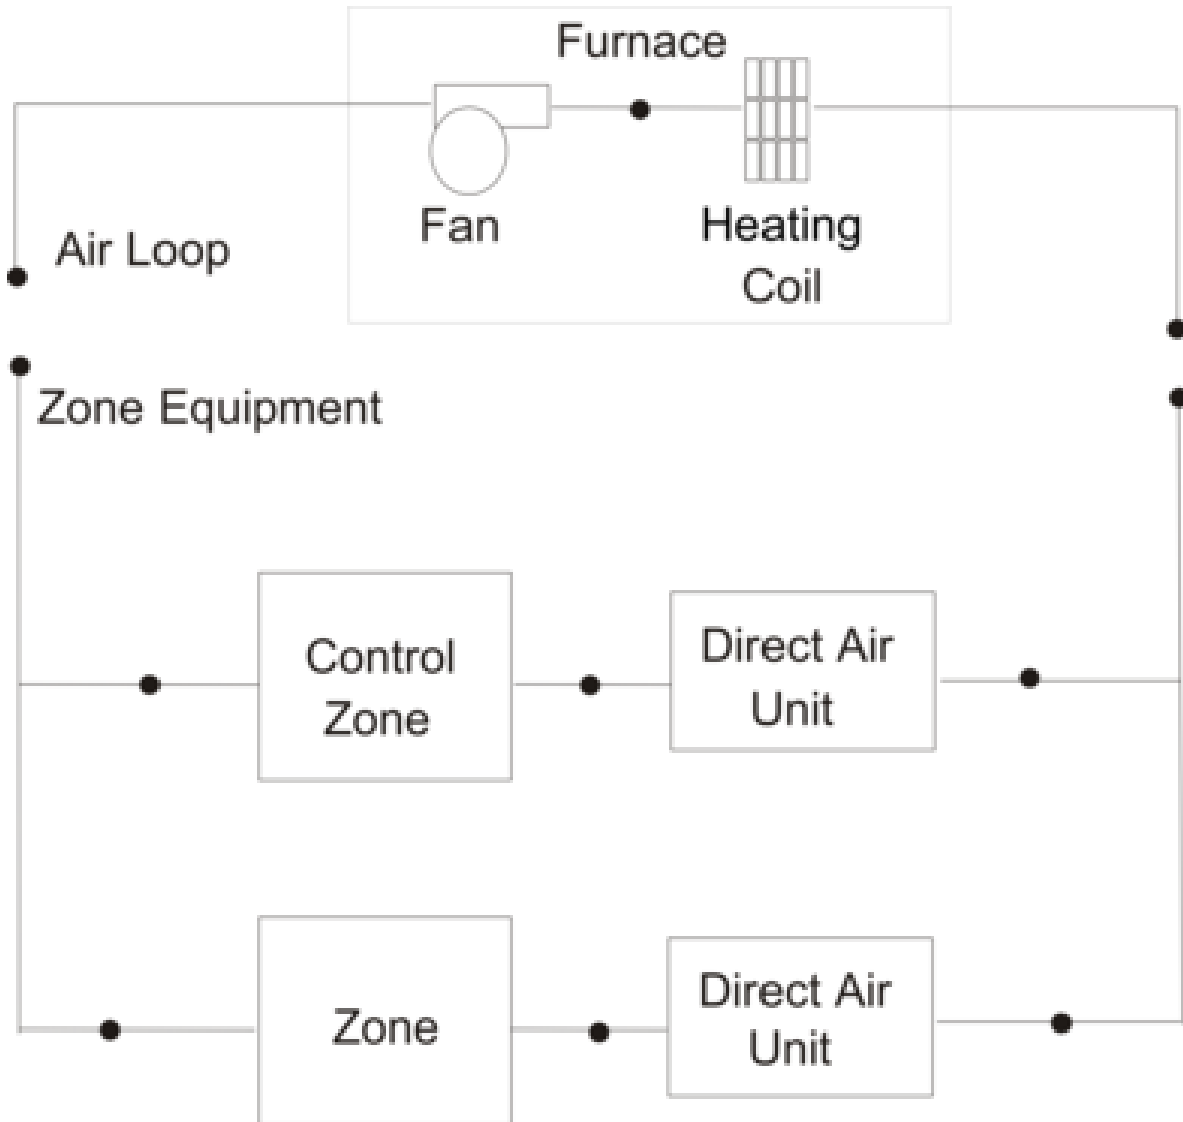 Furnace
Fan
Heating
Coil
Air Loop
Zone Equipment
Control
Zone
Direct Air
Unit
Zone
Direct Air
Unit